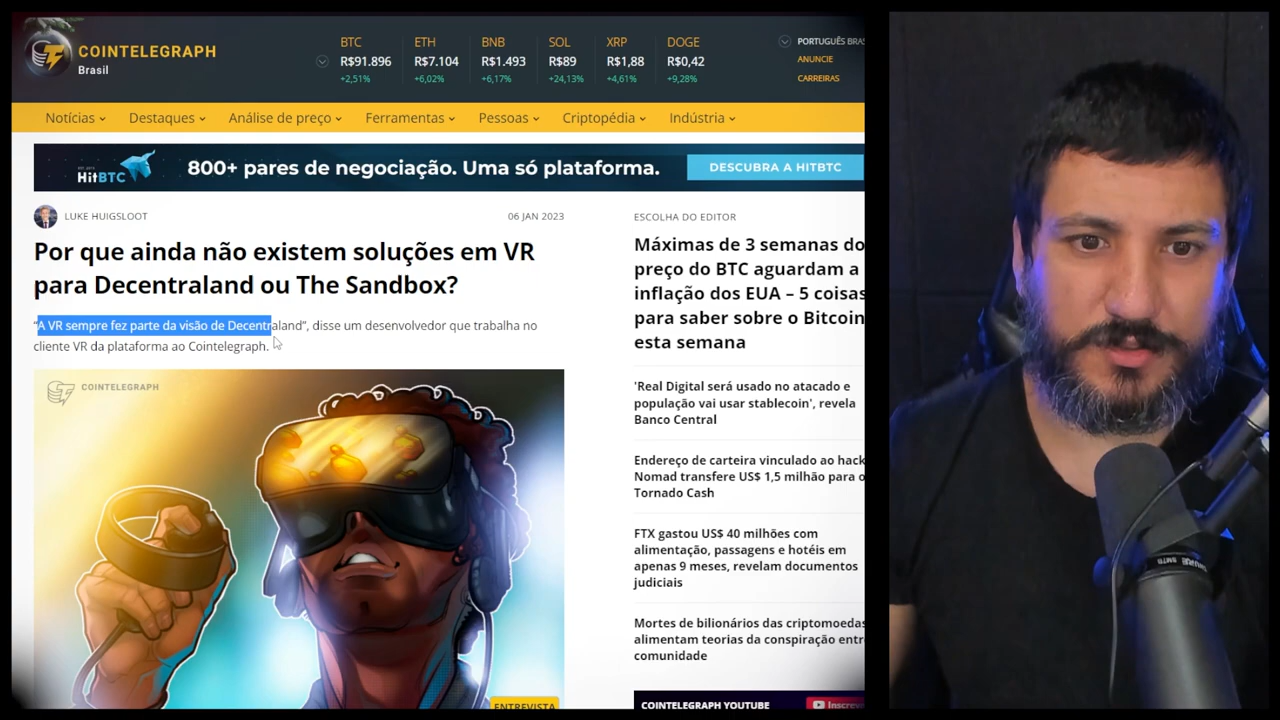 COINTELEGRAPH
Brasil
BTC
R$91.896
+2,51%
ETH
R$7.104
+6,02%
BNB
R$1.493
+6,17%
SOL
R$89
+24,13%
XRP
R$1,88
+4,61%
DOGE
R$0,42
+9,28%
PORTUGUÊS BRAS
ANUNCIE
CARREIRAS
Notícias
Destaques
Análise de preço
Ferramentas
Pessoas
Criptopédia
Indústria
HitBTC
800+ pares de negociação. Uma só plataforma.
DESCUBRA A HITBTC
LUKE HUIGSLOOT
06 JAN 2023
Por que ainda não existem soluções em VR
para Decentraland ou The Sandbox?
“A VR sempre fez parte da visão de Decentraland”, disse um desenvolvedor que trabalha no
cliente VR da plataforma ao Cointelegraph.
COINTELEGRAPH
ENTREVISTA
ESCOLHA DO EDITOR
Máximas de 3 semanas do
preço do BTC aguardam a
inflação dos EUA – 5 coisas
para saber sobre o Bitcoin
esta semana
'Real Digital será usado no atacado e
população vai usar stablecoin', revela
Banco Central
Endereço de carteira vinculado ao hack
Nomad transfere US$ 1,5 milhão para o
Tornado Cash
FTX gastou US$ 40 milhões com
alimentação, passagens e hotéis em
apenas 9 meses, revelam documentos
judiciais
Mortes de bilionários das criptomoedas
alimentam teorias da conspiração entre
comunidade
COINTELEGRAPH YOUTUBE
Inscrev